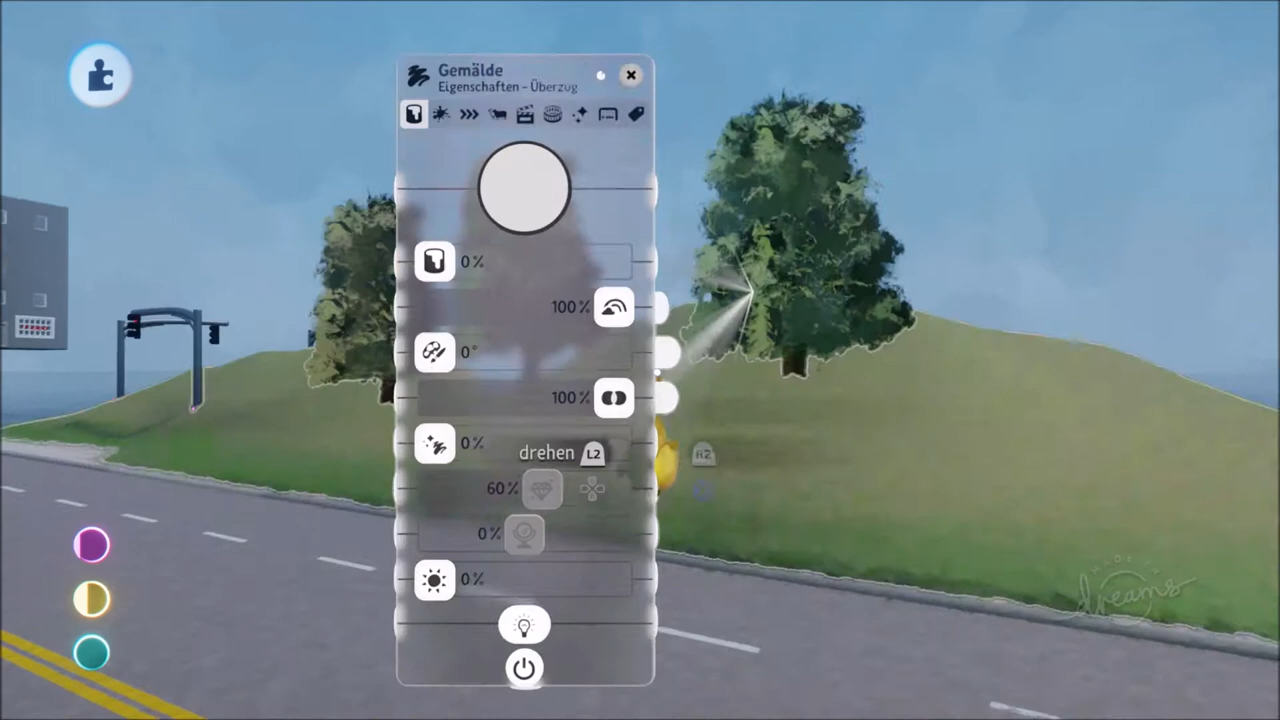 Gemälde
Eigenschaften - Überzug
0%
100%
0°
100%
0%
drehen L2
R2
60%
0%
0%
MADE IN
dreams